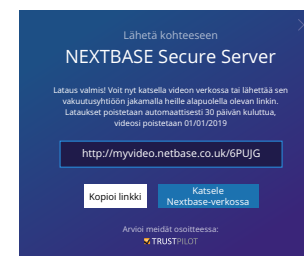 Lähetä kohteeseen
NEXTBASE Secure Server
Lataus valmis! Voit nyt katsella videon verkossa tai lähettää sen
vakuutusyhtiöön jakamalla heille alapuolella olevan linkin.
Lataukset poistetaan automaattisesti 30 päivän kuluttua,
videosi poistetaan 01/01/2019
http://myvideo.netbase.co.uk/6PUJG
Kopioi linkki
Katsele
Nextbase-verkossa
Arvioi meidät osoitteessa:
TRUSTPILOT